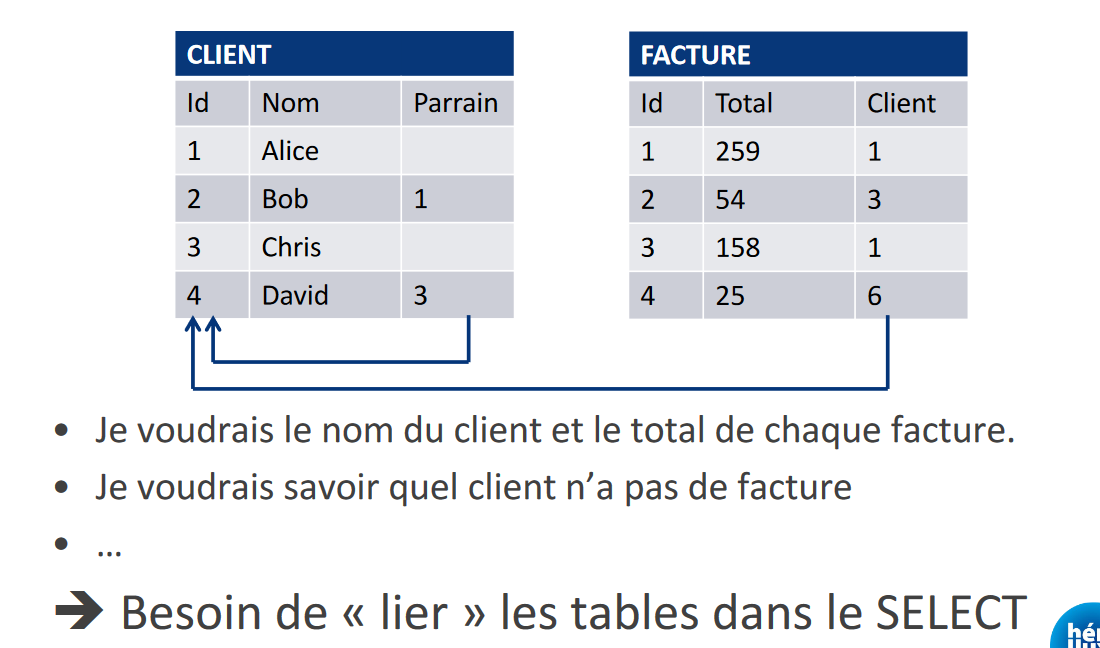 CLIENT
Id Nom Parrain
1 Alice
2 Bob 1
3 Chris
4 David 3
FACTURE
Id Total Client
1 259 1
2 54 3
3 158 1
4 25 6
• Je voudrais le nom du client et le total de chaque facture.
• Je voudrais savoir quel client n’a pas de facture
• …
➔ Besoin de « lier » les tables dans le SELECT